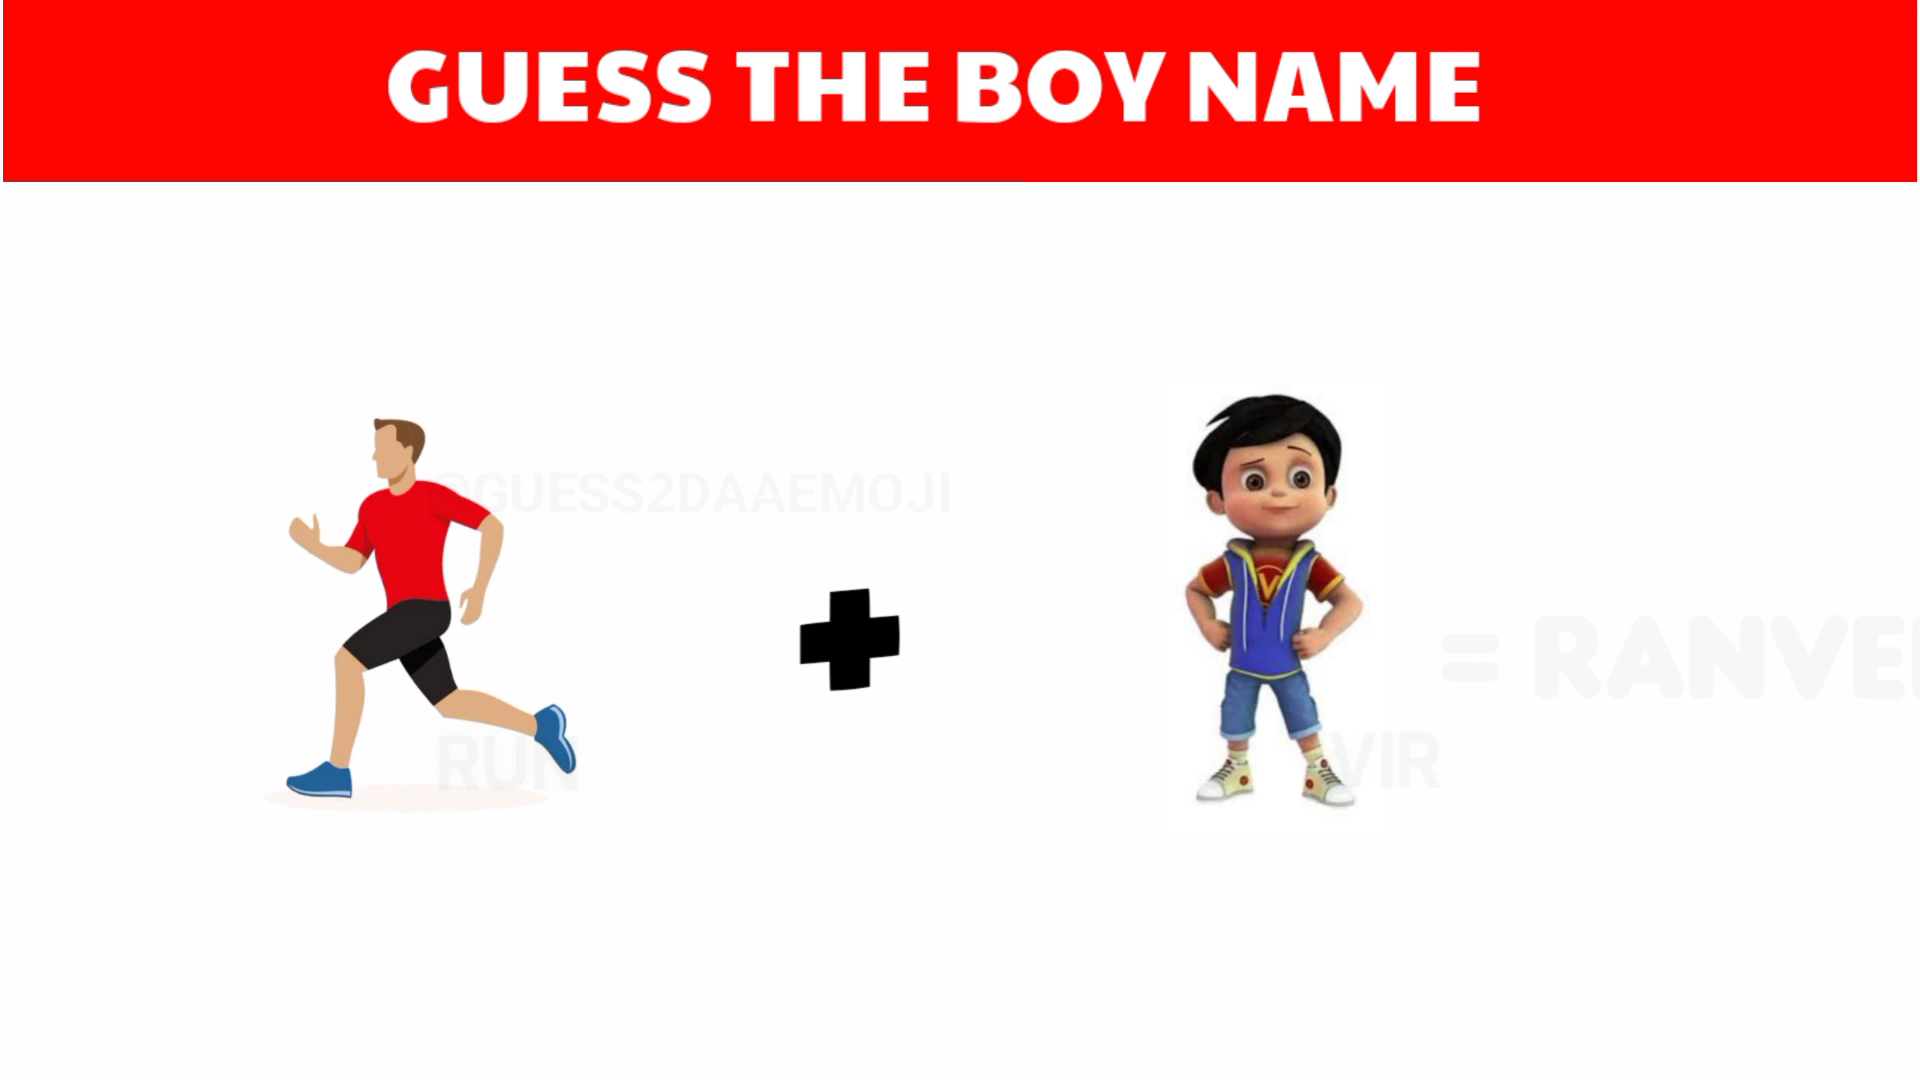 GUESS THE BOY NAME
@GUESS2DAAEMOJI
V
= RANVE
RUN
VIR